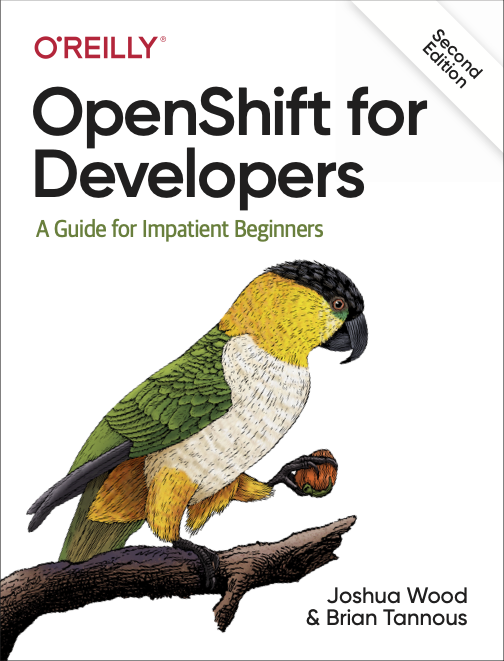 O'REILLY®
Second
Edition
OpenShift for
Developers
A Guide for Impatient Beginners
Joshua Wood
& Brian Tannous